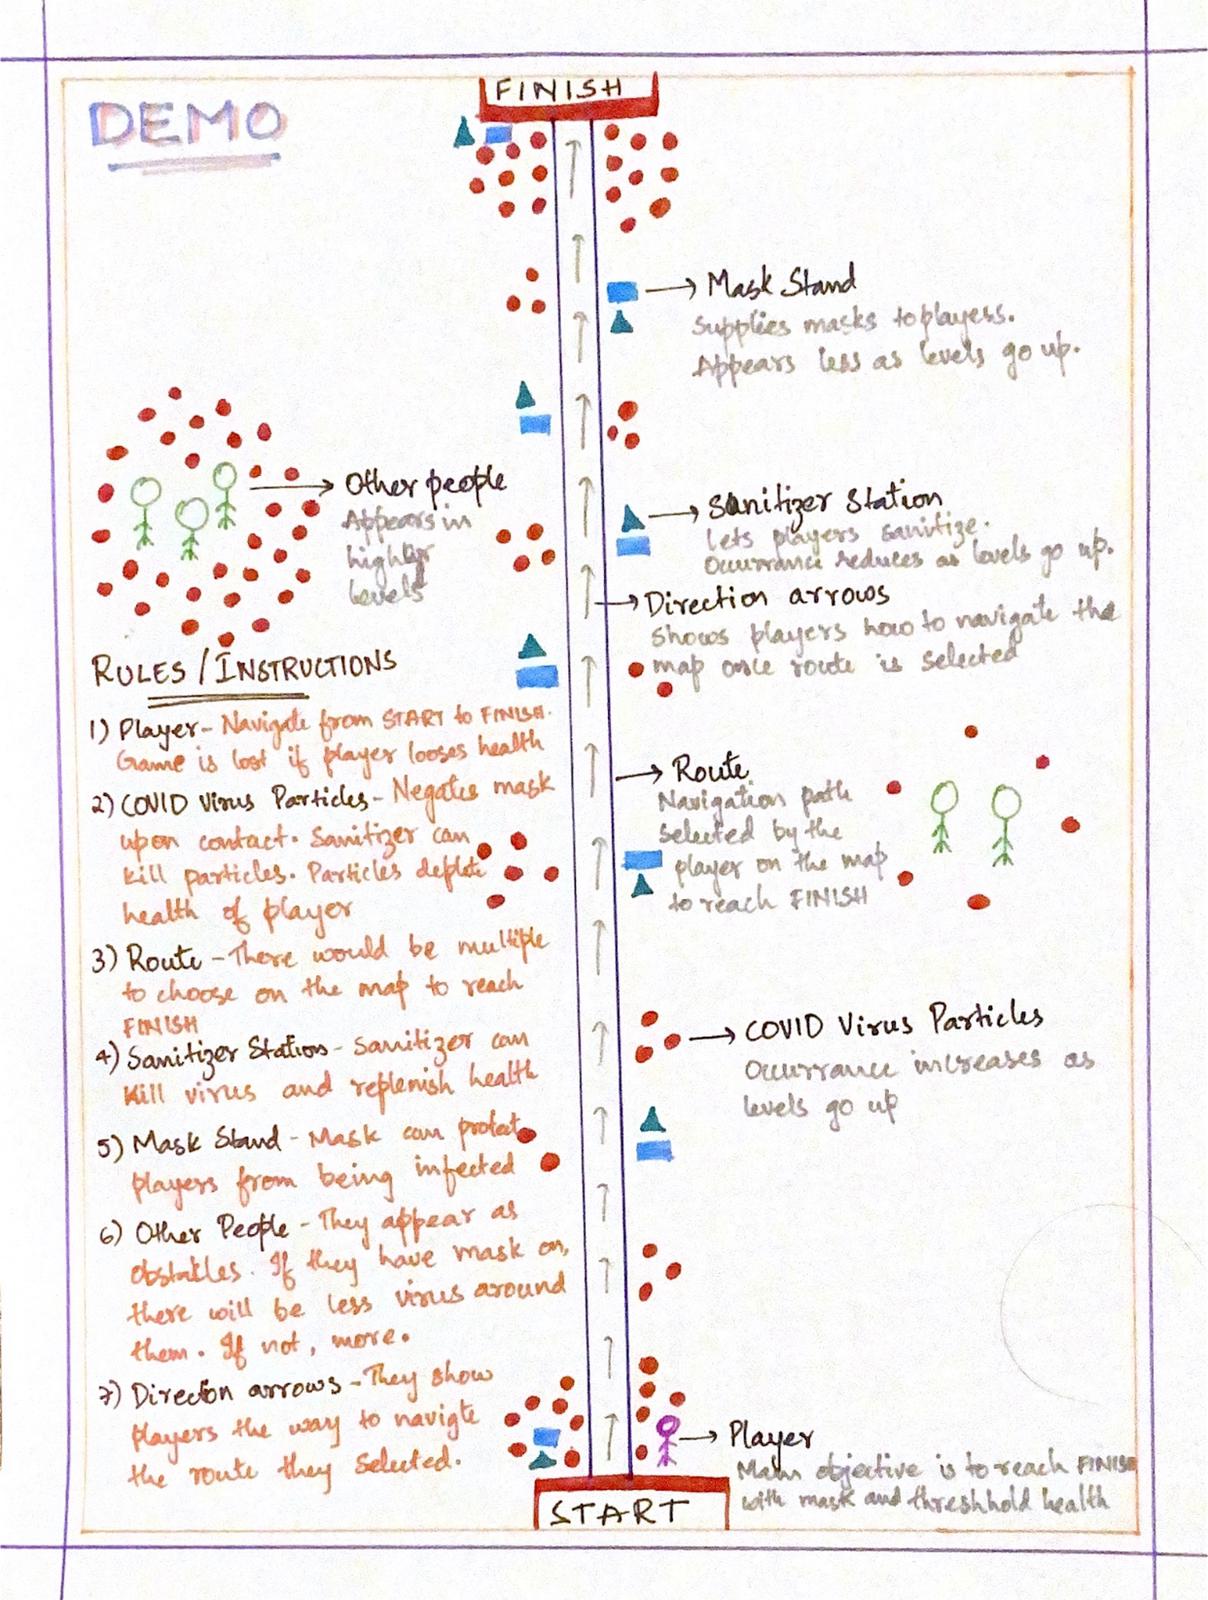 FINISH
DEMO
Mask Stand
Supplies masks to players.
Appears less as levels go up.
Other people
Appears in
higher
levels
Sanitizer Station
lets players sanitize.
Occurrance reduces as levels go up.
Direction arrows
Shows players how to navigate the
map once route is selected
RULES / INSTRUCTIONS
1) Player - Navigate from START to FINISH.
Game is lost if player looses health
2) COVID Virus Particles - Negates mask
upon contact. Sanitizer can
kill particles. Particles deplete
health of player
3) Route - There would be multiple
to choose on the map to reach
FINISH
4) Sanitizer Station - Sanitizer can
kill virus and replenish health
5) Mask Stand - Mask can protect
players from being infected
6) Other People - They appear as
obstakles. If they have mask on,
there will be less virus around
them. If not, more.
7) Direction arrows - They show
players the way to navigte
the route they selected.
Route
Navigation path
selected by the
player on the map
to reach FINISH
COVID Virus Particles
Occurrance increases as
levels go up
Player
Main objective is to reach FINISH
with mask and threshhold health
START